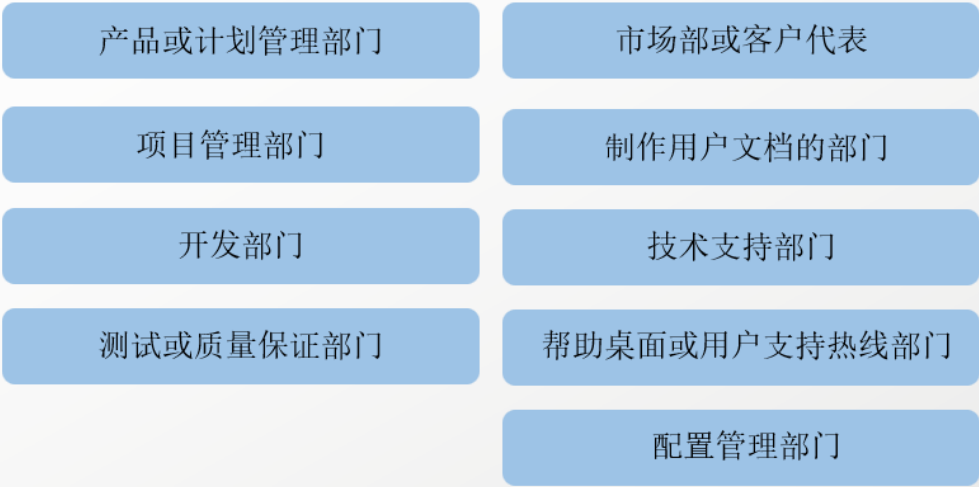 产品或计划管理部门
项目管理部门
开发部门
测试或质量保证部门
市场部或客户代表
制作用户文档的部门
技术支持部门
帮助桌面或用户支持热线部门
配置管理部门